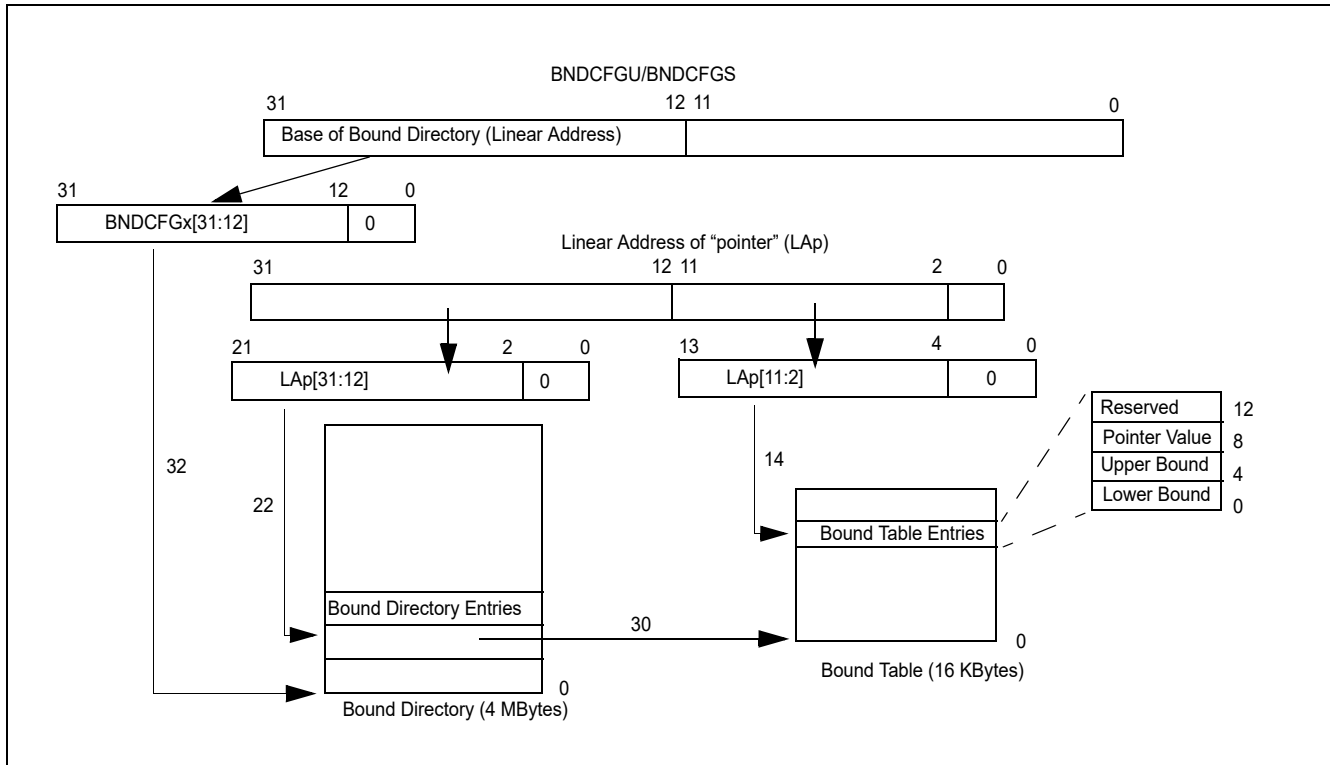 BNDCFGU/BNDCFGS
31 12 11 0
Base of Bound Directory (Linear Address)
31 12 0
BNDCFGx[31:12] 0
Linear Address of “pointer” (LAp)
31 12 11 2 0
21 2 0 13 4 0
LAp[31:12] 0 LAp[11:2] 0
Reserved 12
Pointer Value 8
Upper Bound 4
Lower Bound 0
32 14
22
Bound Table Entries
Bound Directory Entries
30
0
Bound Table (16 KBytes)
0
Bound Directory (4 MBytes)